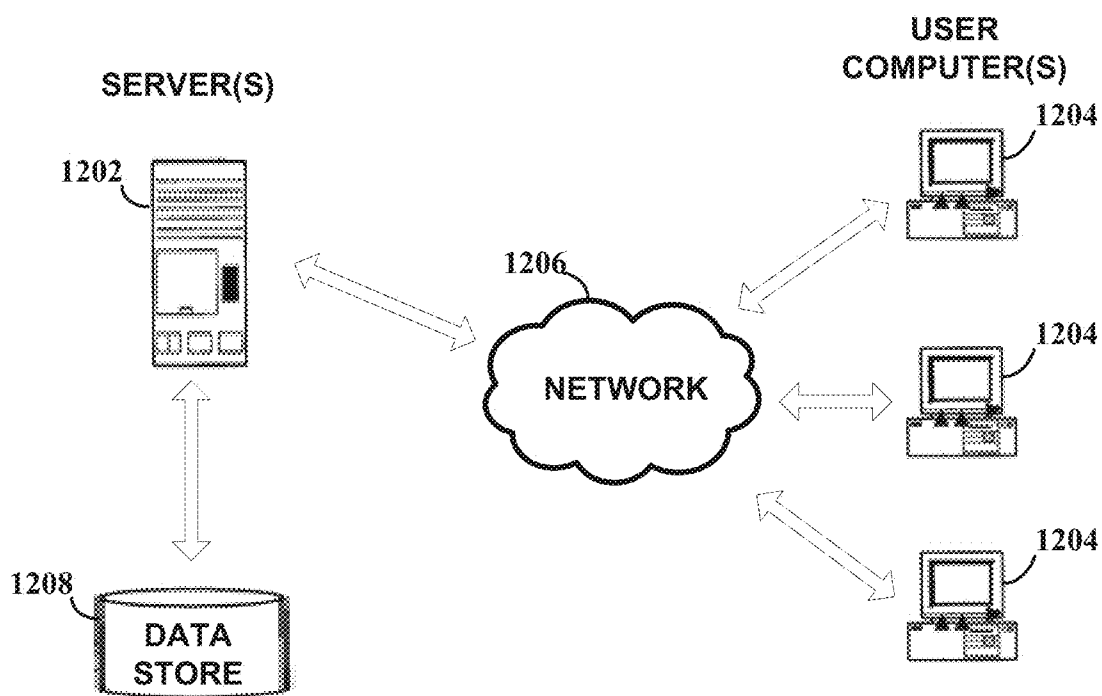 USER
COMPUTER(S)
SERVER(S)
1204
1202
1206
1204
NETWORK
1204
1208
DATA
STORE